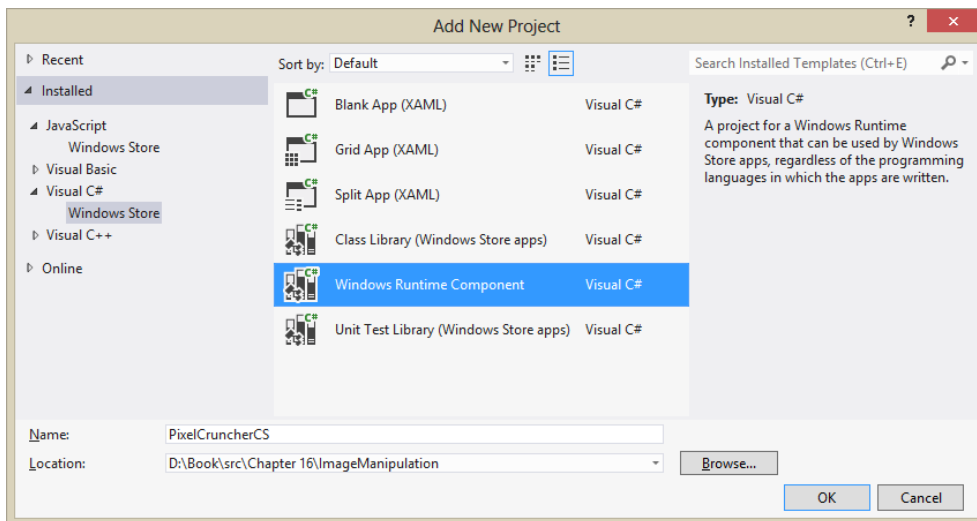 Add New Project
?
×
Recent
Installed
JavaScript
Windows Store
Visual Basic
Visual C#
Windows Store
Visual C++
Online
Sort by: Default
C# Blank App (XAML) Visual C#
C# Grid App (XAML) Visual C#
C# Split App (XAML) Visual C#
C# Class Library (Windows Store apps) Visual C#
C# Windows Runtime Component Visual C#
C# Unit Test Library (Windows Store apps) Visual C#
Search Installed Templates (Ctrl+E)
Type: Visual C#
A project for a Windows Runtime
component that can be used by Windows
Store apps, regardless of the programming
languages in which the apps are written.
Name: PixelCruncherCS
Location: D:\Book\src\Chapter 16\ImageManipulation
Browse...
OK
Cancel